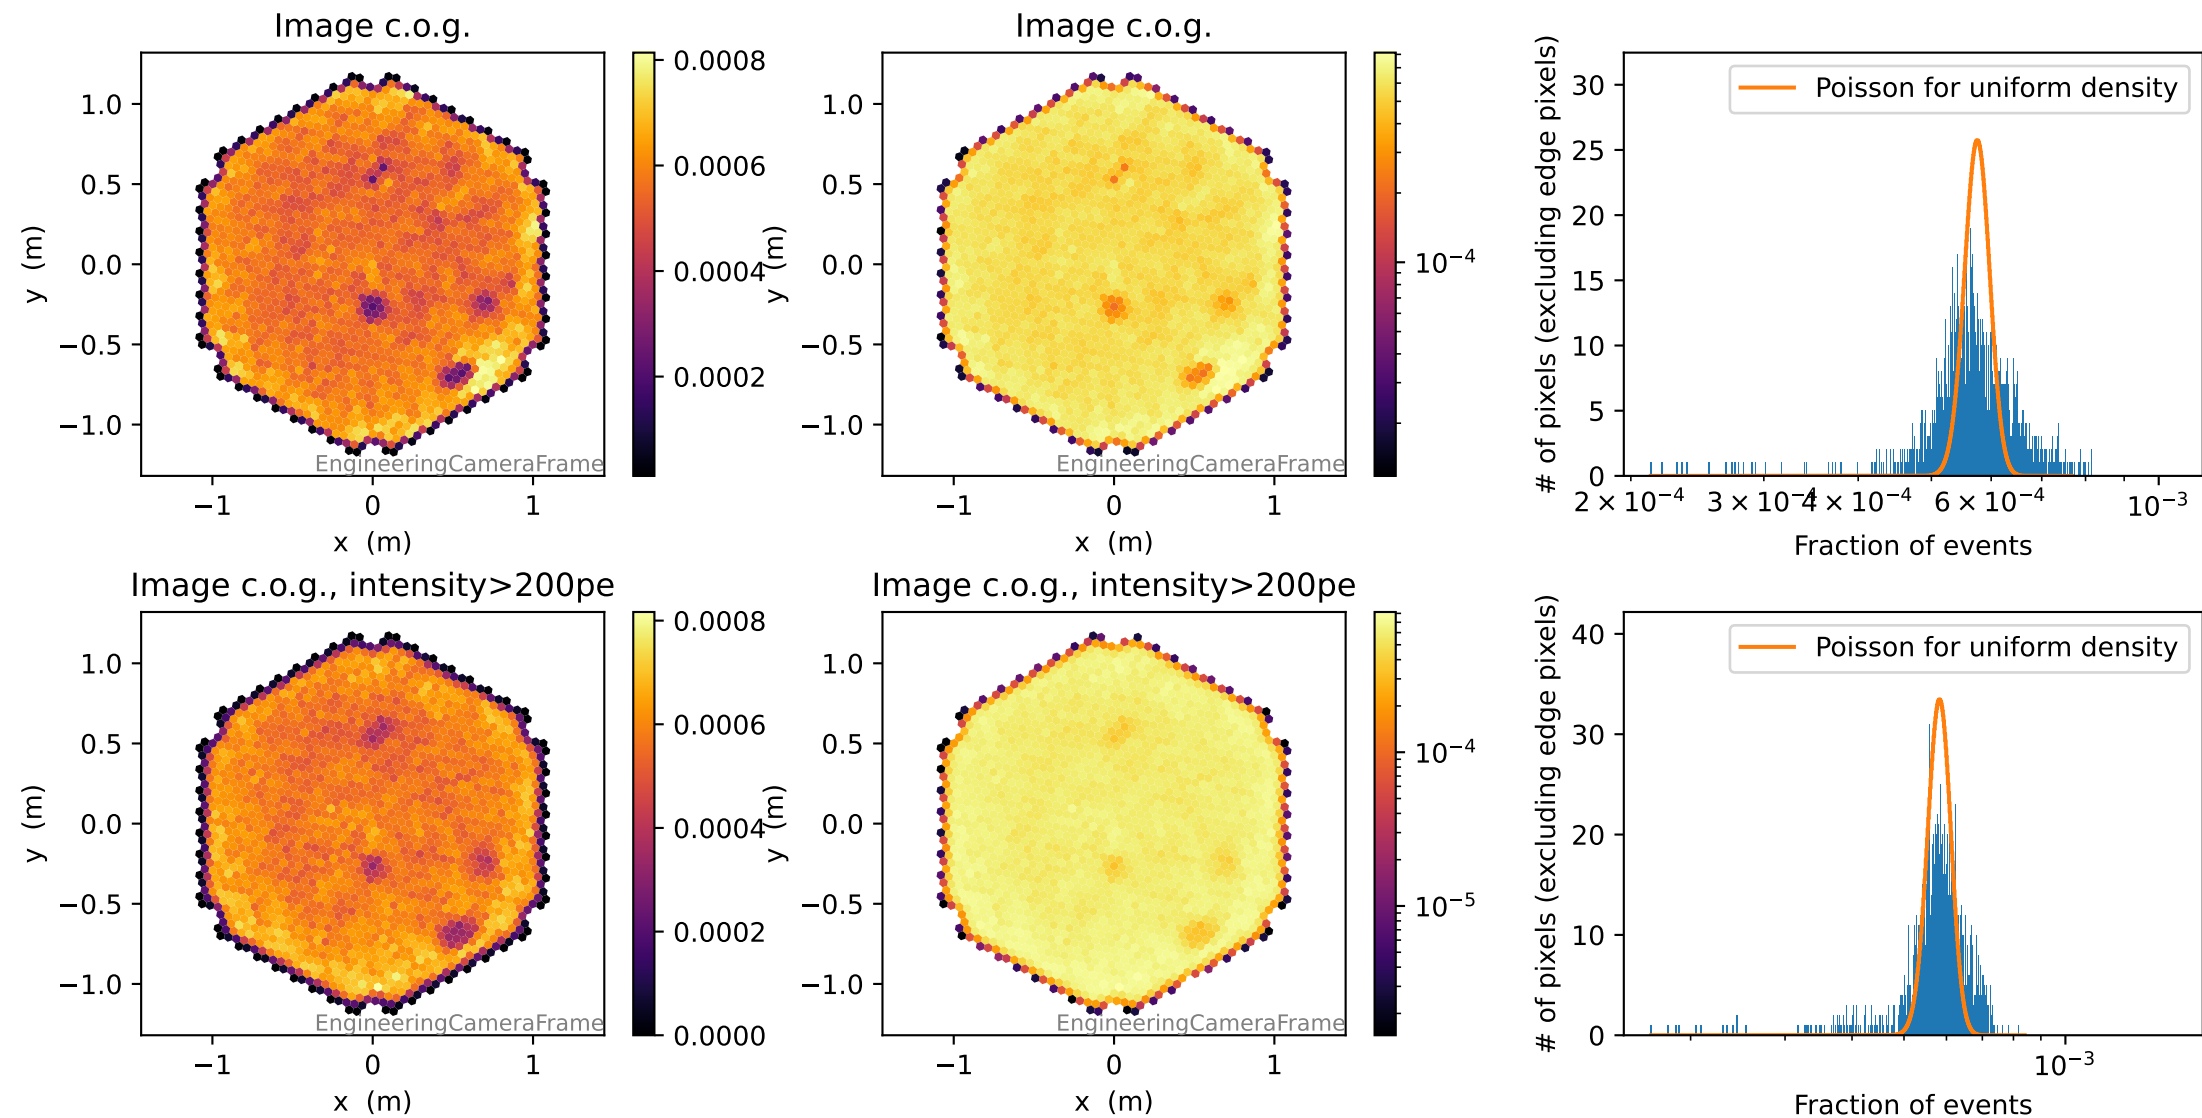 Image c.o.g.
1.0
0.5
0.0
−0.5
−1.0
y (m)
−1
0
1
x (m)
EngineeringCameraFrame
0.0008
0.0006
0.0004
0.0002
Image c.o.g.
1.0
0.5
0.0
−0.5
−1.0
y (m)
−1
0
1
x (m)
EngineeringCameraFrame
10⁻⁴
# of pixels (excluding edge pixels)
30
25
20
15
10
5
0
Poisson for uniform density
2 × 10⁻⁴
3 × 10⁻⁴
4 × 10⁻⁴
6 × 10⁻⁴
10⁻³
Fraction of events
Image c.o.g., intensity>200pe
1.0
0.5
0.0
−0.5
−1.0
y (m)
−1
0
1
x (m)
EngineeringCameraFrame
0.0008
0.0006
0.0004
0.0002
0.0000
Image c.o.g., intensity>200pe
1.0
0.5
0.0
−0.5
−1.0
y (m)
−1
0
1
x (m)
EngineeringCameraFrame
10⁻⁴
10⁻⁵
# of pixels (excluding edge pixels)
40
30
20
10
0
Poisson for uniform density
10⁻³
Fraction of events